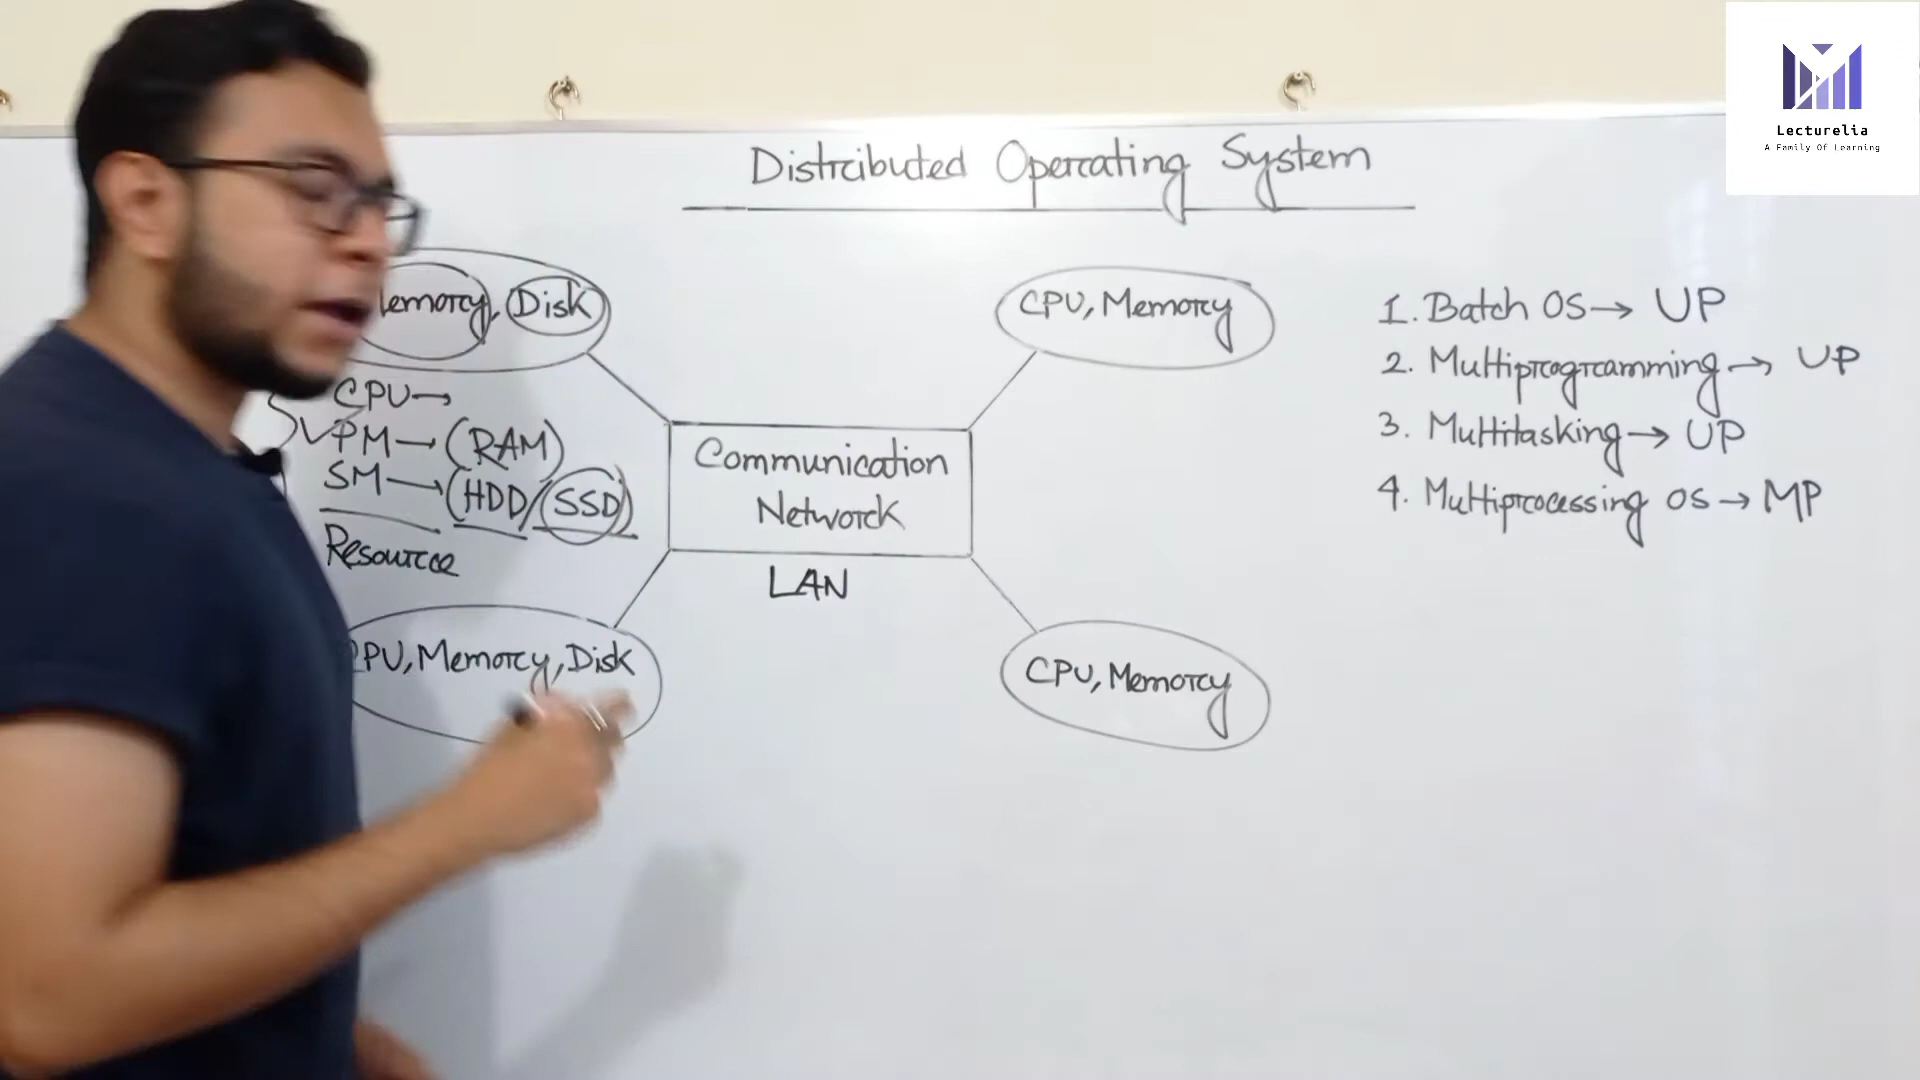 Lecturelia
A Family Of Learning
Distributed Operating System
Memory, Disk
CPU→
PM→(RAM)
SM→(HDD/SSD)
Resource
CPU, Memory, Disk
Communication
Network
LAN
CPU, Memory
CPU, Memory
1. Batch OS→ UP
2. Multiprogramming→ UP
3. Multitasking→ UP
4. Multiprocessing OS→ MP